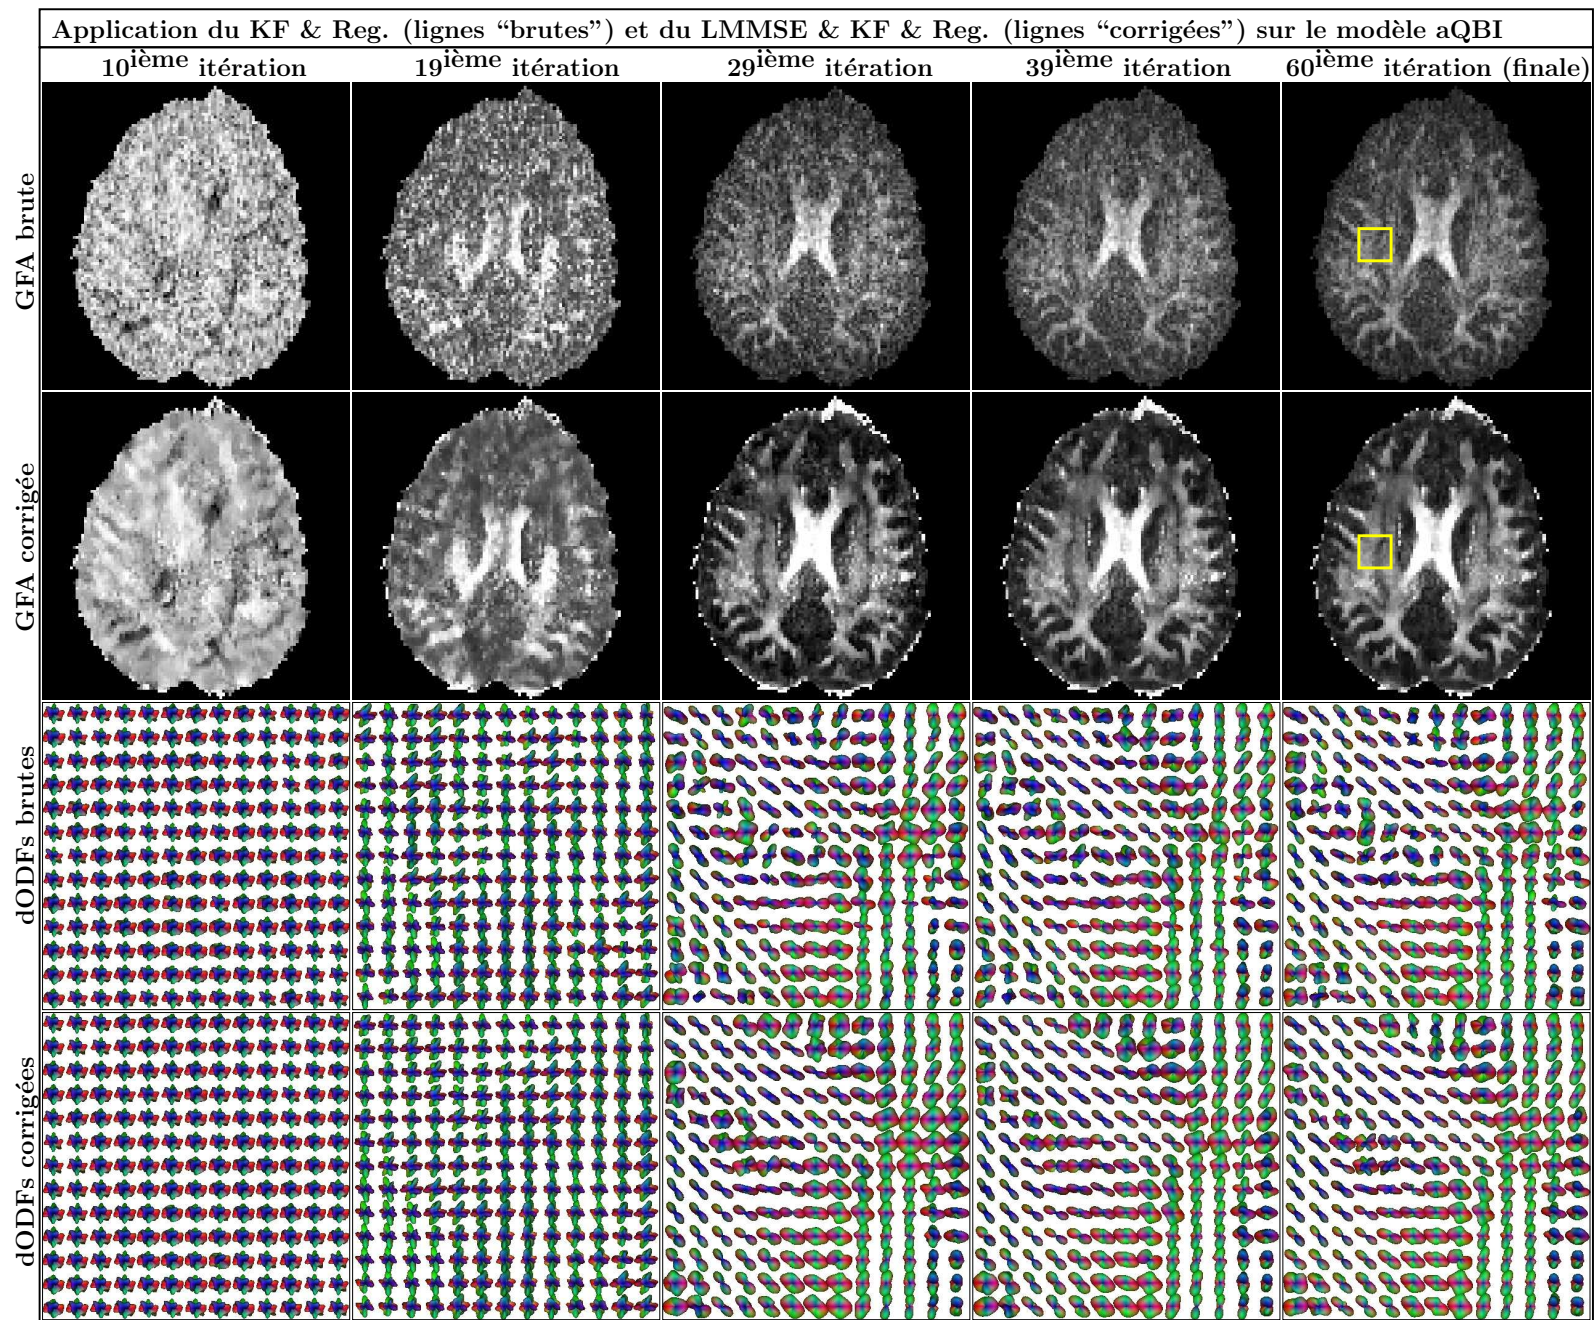 Application du KF & Reg. (lignes “brutes”) et du LMMSE & KF & Reg. (lignes “corrigées”) sur le modèle aQBI
10ième itération
19ième itération
29ième itération
39ième itération
60ième itération (finale)
GFA brute
GFA corrigée
dODFs brutes
dODFs corrigées